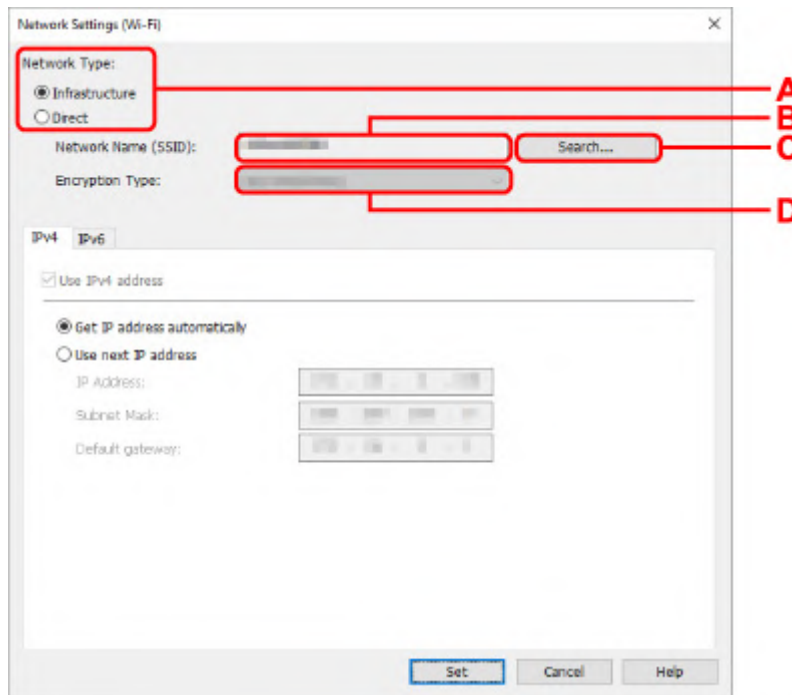 Network Settings (Wi-Fi)
Network Type:
Infrastructure
Direct
A
B
Network Name (SSID): Search... C
Encryption Type:
D
IPv4 IPv6
Use IPv4 address
Get IP address automatically
Use next IP address
IP Address:
Subnet Mask:
Default gateway:
Set Cancel Help